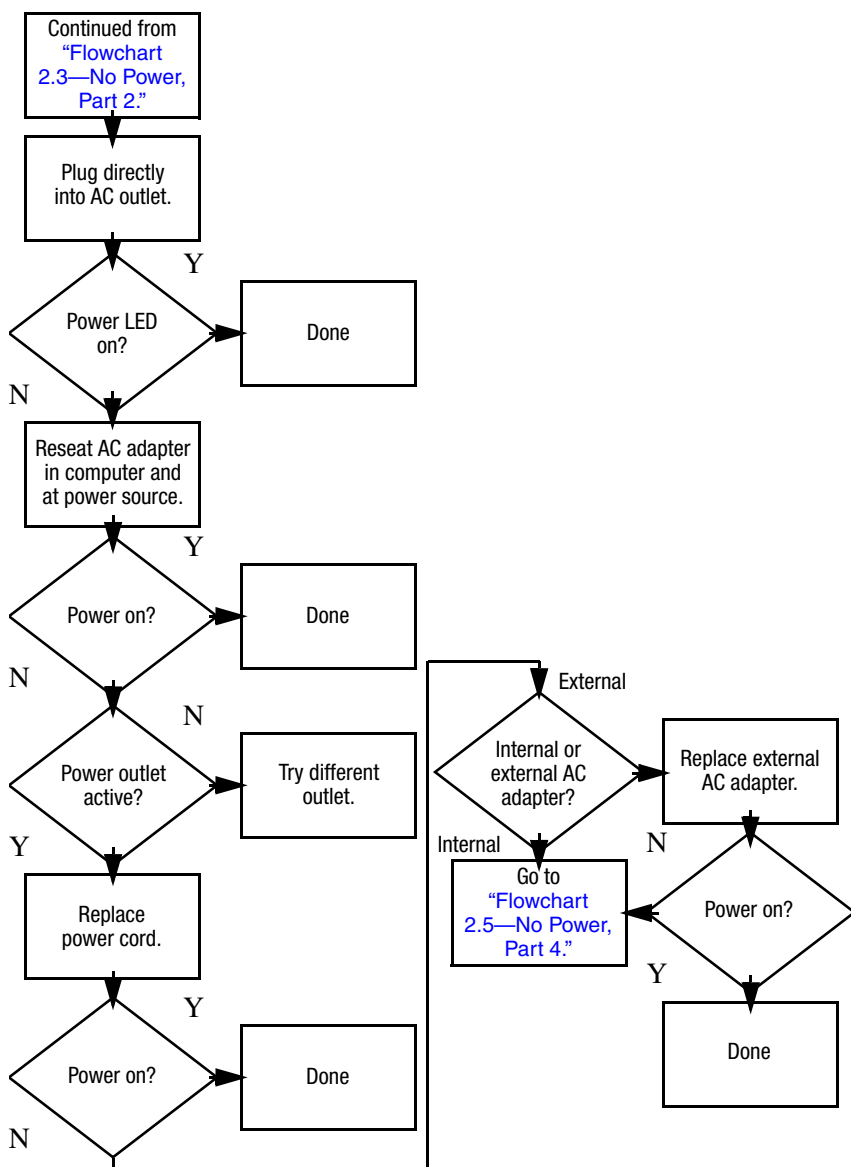 Continued from
“Flowchart
2.3—No Power,
Part 2.”
Plug directly
into AC outlet.
Y
Power LED
on?
Done
N
Reseat AC adapter
in computer and
at power source.
Y
Power on?
Done
N
N
Power outlet
active?
Try different
outlet.
Y
Replace
power cord.
Y
Power on?
Done
N
External
Internal or
external AC
adapter?
Replace external
AC adapter.
Internal
N
Go to
“Flowchart
2.5—No Power,
Part 4.”
Power on?
Y
Done